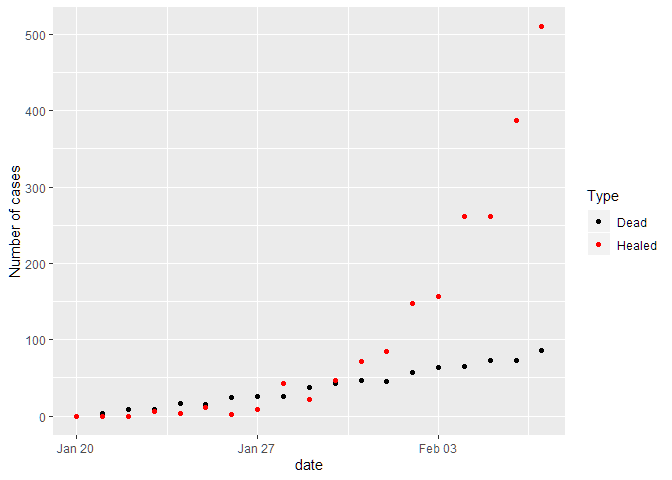 Number of cases
500
400
300
200
100
0
Jan 20
Jan 27
Feb 03
date
Type
Dead
Healed